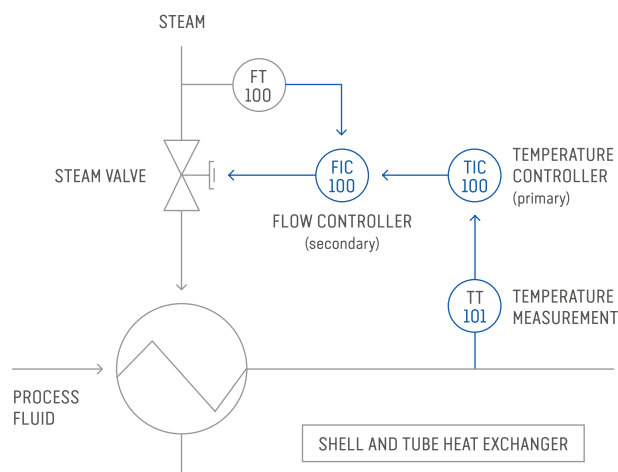 STEAM
FT
100
STEAM VALVE
FIC
100
TIC
100
TEMPERATURE
CONTROLLER
(primary)
FLOW CONTROLLER
(secondary)
TT
101
TEMPERATURE
MEASUREMENT
PROCESS
FLUID
SHELL AND TUBE HEAT EXCHANGER